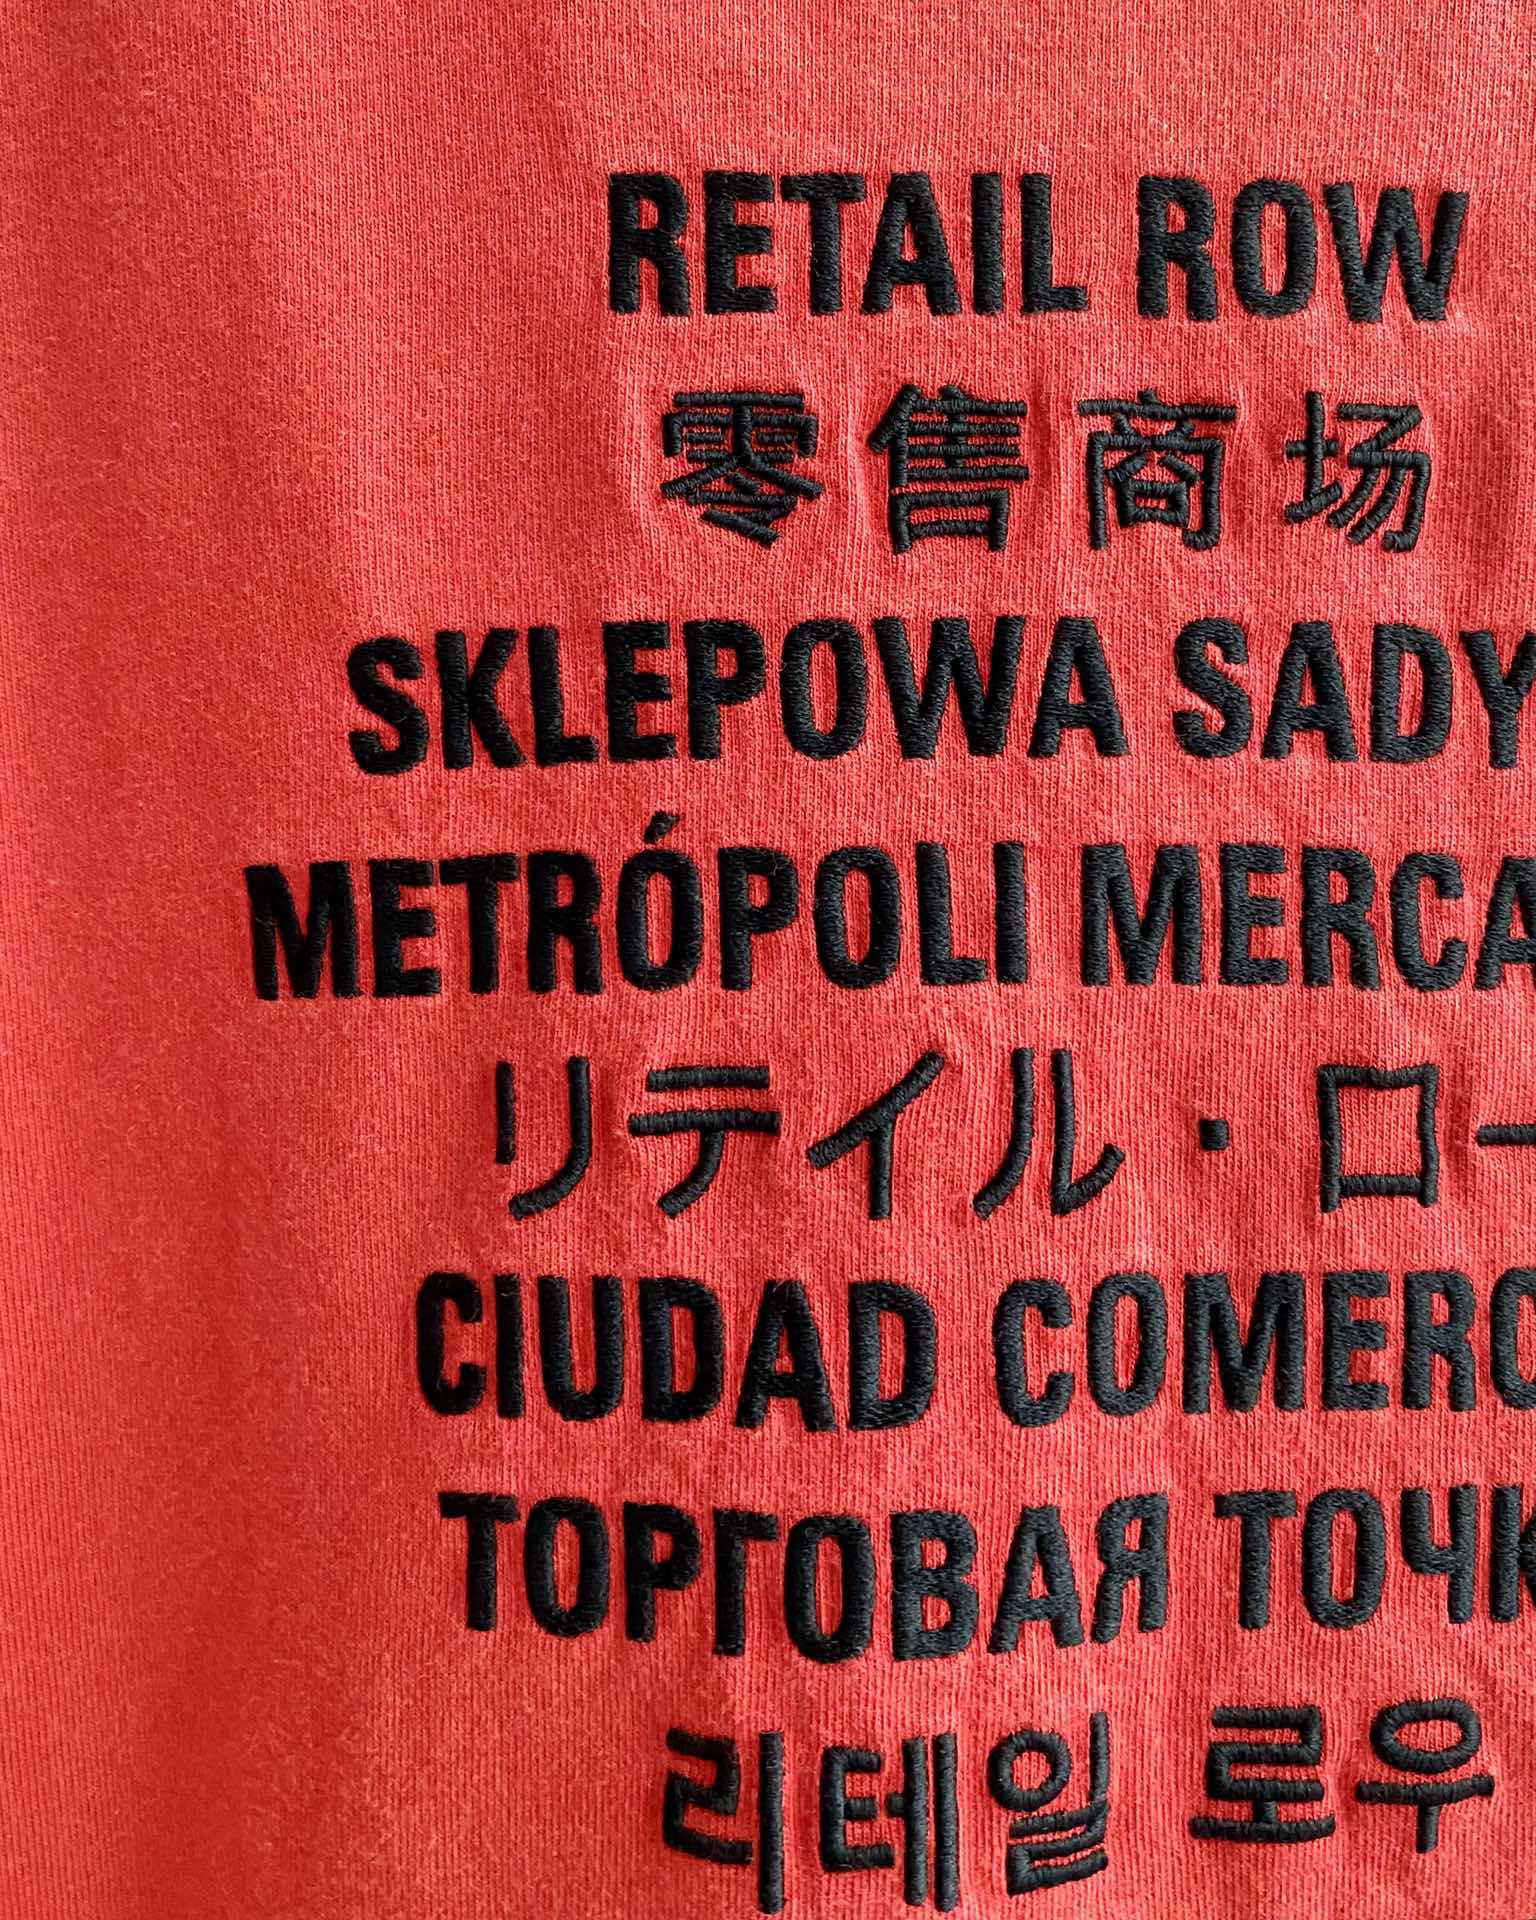 RETAIL ROW
零售商场
SKLEPOWA SADY
METRÓPOLI MERCA
リテイル・ロー
CIUDAD COMERC
ТОРГОВАЯ ТОЧК
리테일 로우